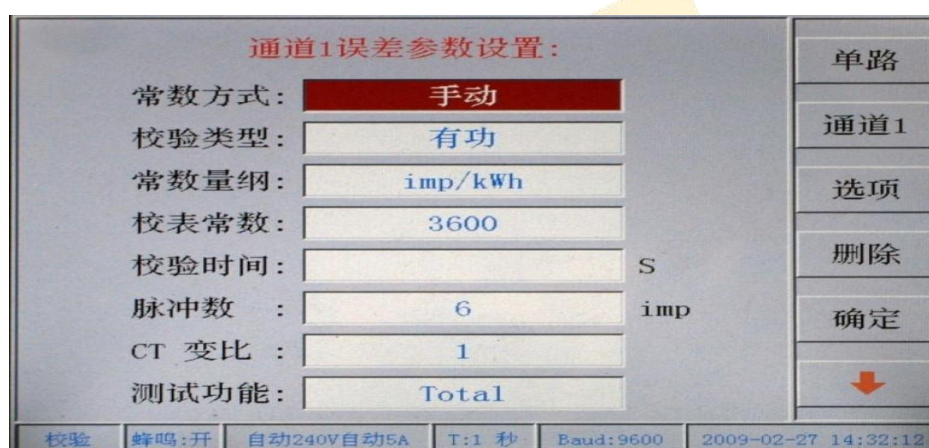 通道1误差参数设置:
常数方式: 手动
校验类型: 有功
常数量纲: imp/kWh
校表常数: 3600
校验时间: S
脉冲数 : 6 imp
CT 变比 : 1
测试功能: Total
单路
通道1
选项
删除
确定
校验 蜂鸣:开 自动240V自动5A T:1 秒 Baud:9600 2009-02-27 14:32:12